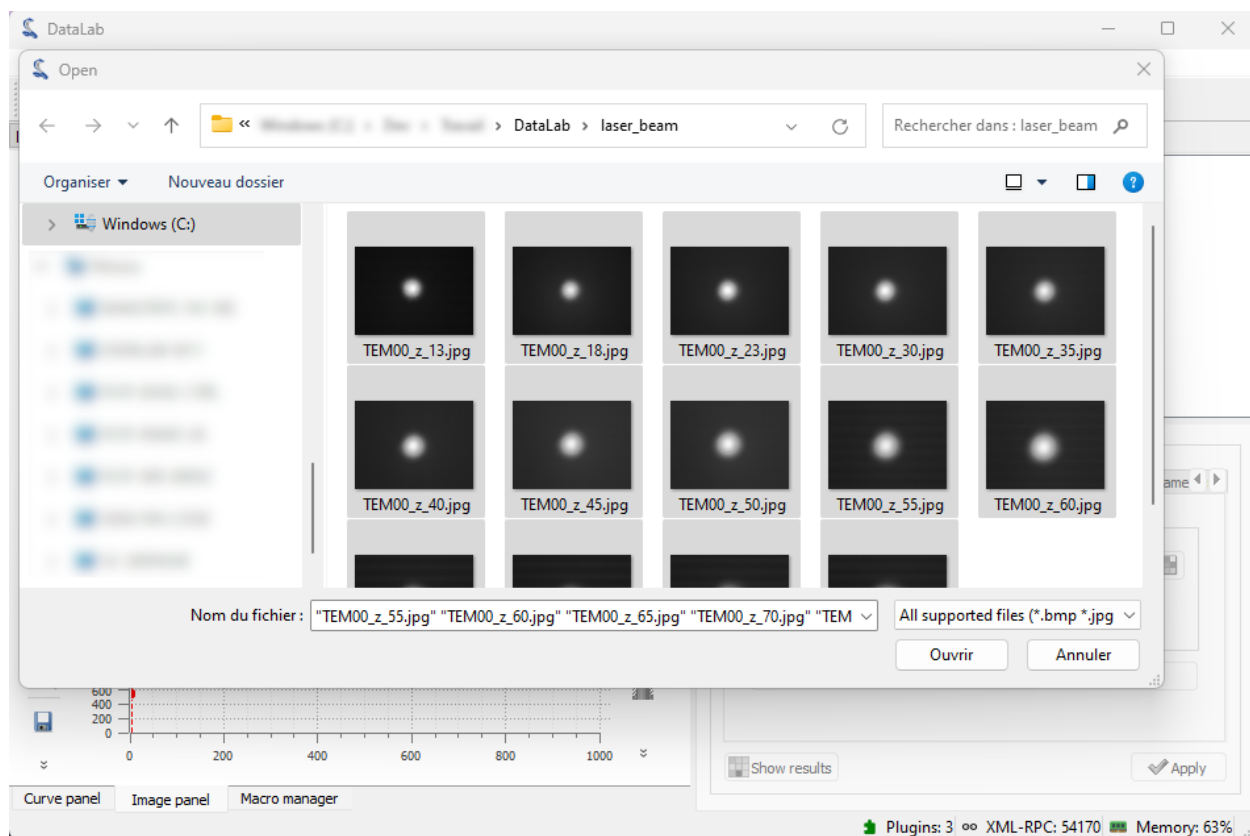 DataLab
Open
« DataLab > laser_beam
Rechercher dans : laser_beam
Organiser Nouveau dossier
Windows (C:)
TEM00_z_13.jpg TEM00_z_18.jpg TEM00_z_23.jpg TEM00_z_30.jpg TEM00_z_35.jpg
TEM00_z_40.jpg TEM00_z_45.jpg TEM00_z_50.jpg TEM00_z_55.jpg TEM00_z_60.jpg
ame
Nom du fichier : "TEM00_z_55.jpg" "TEM00_z_60.jpg" "TEM00_z_65.jpg" "TEM00_z_70.jpg" "TEM
All supported files (*.bmp *.jpg
Ouvrir Annuler
600
400
200
0
0 200 400 600 800 1000
Show results Apply
Curve panel Image panel Macro manager
Plugins: 3 XML-RPC: 54170 Memory: 63%